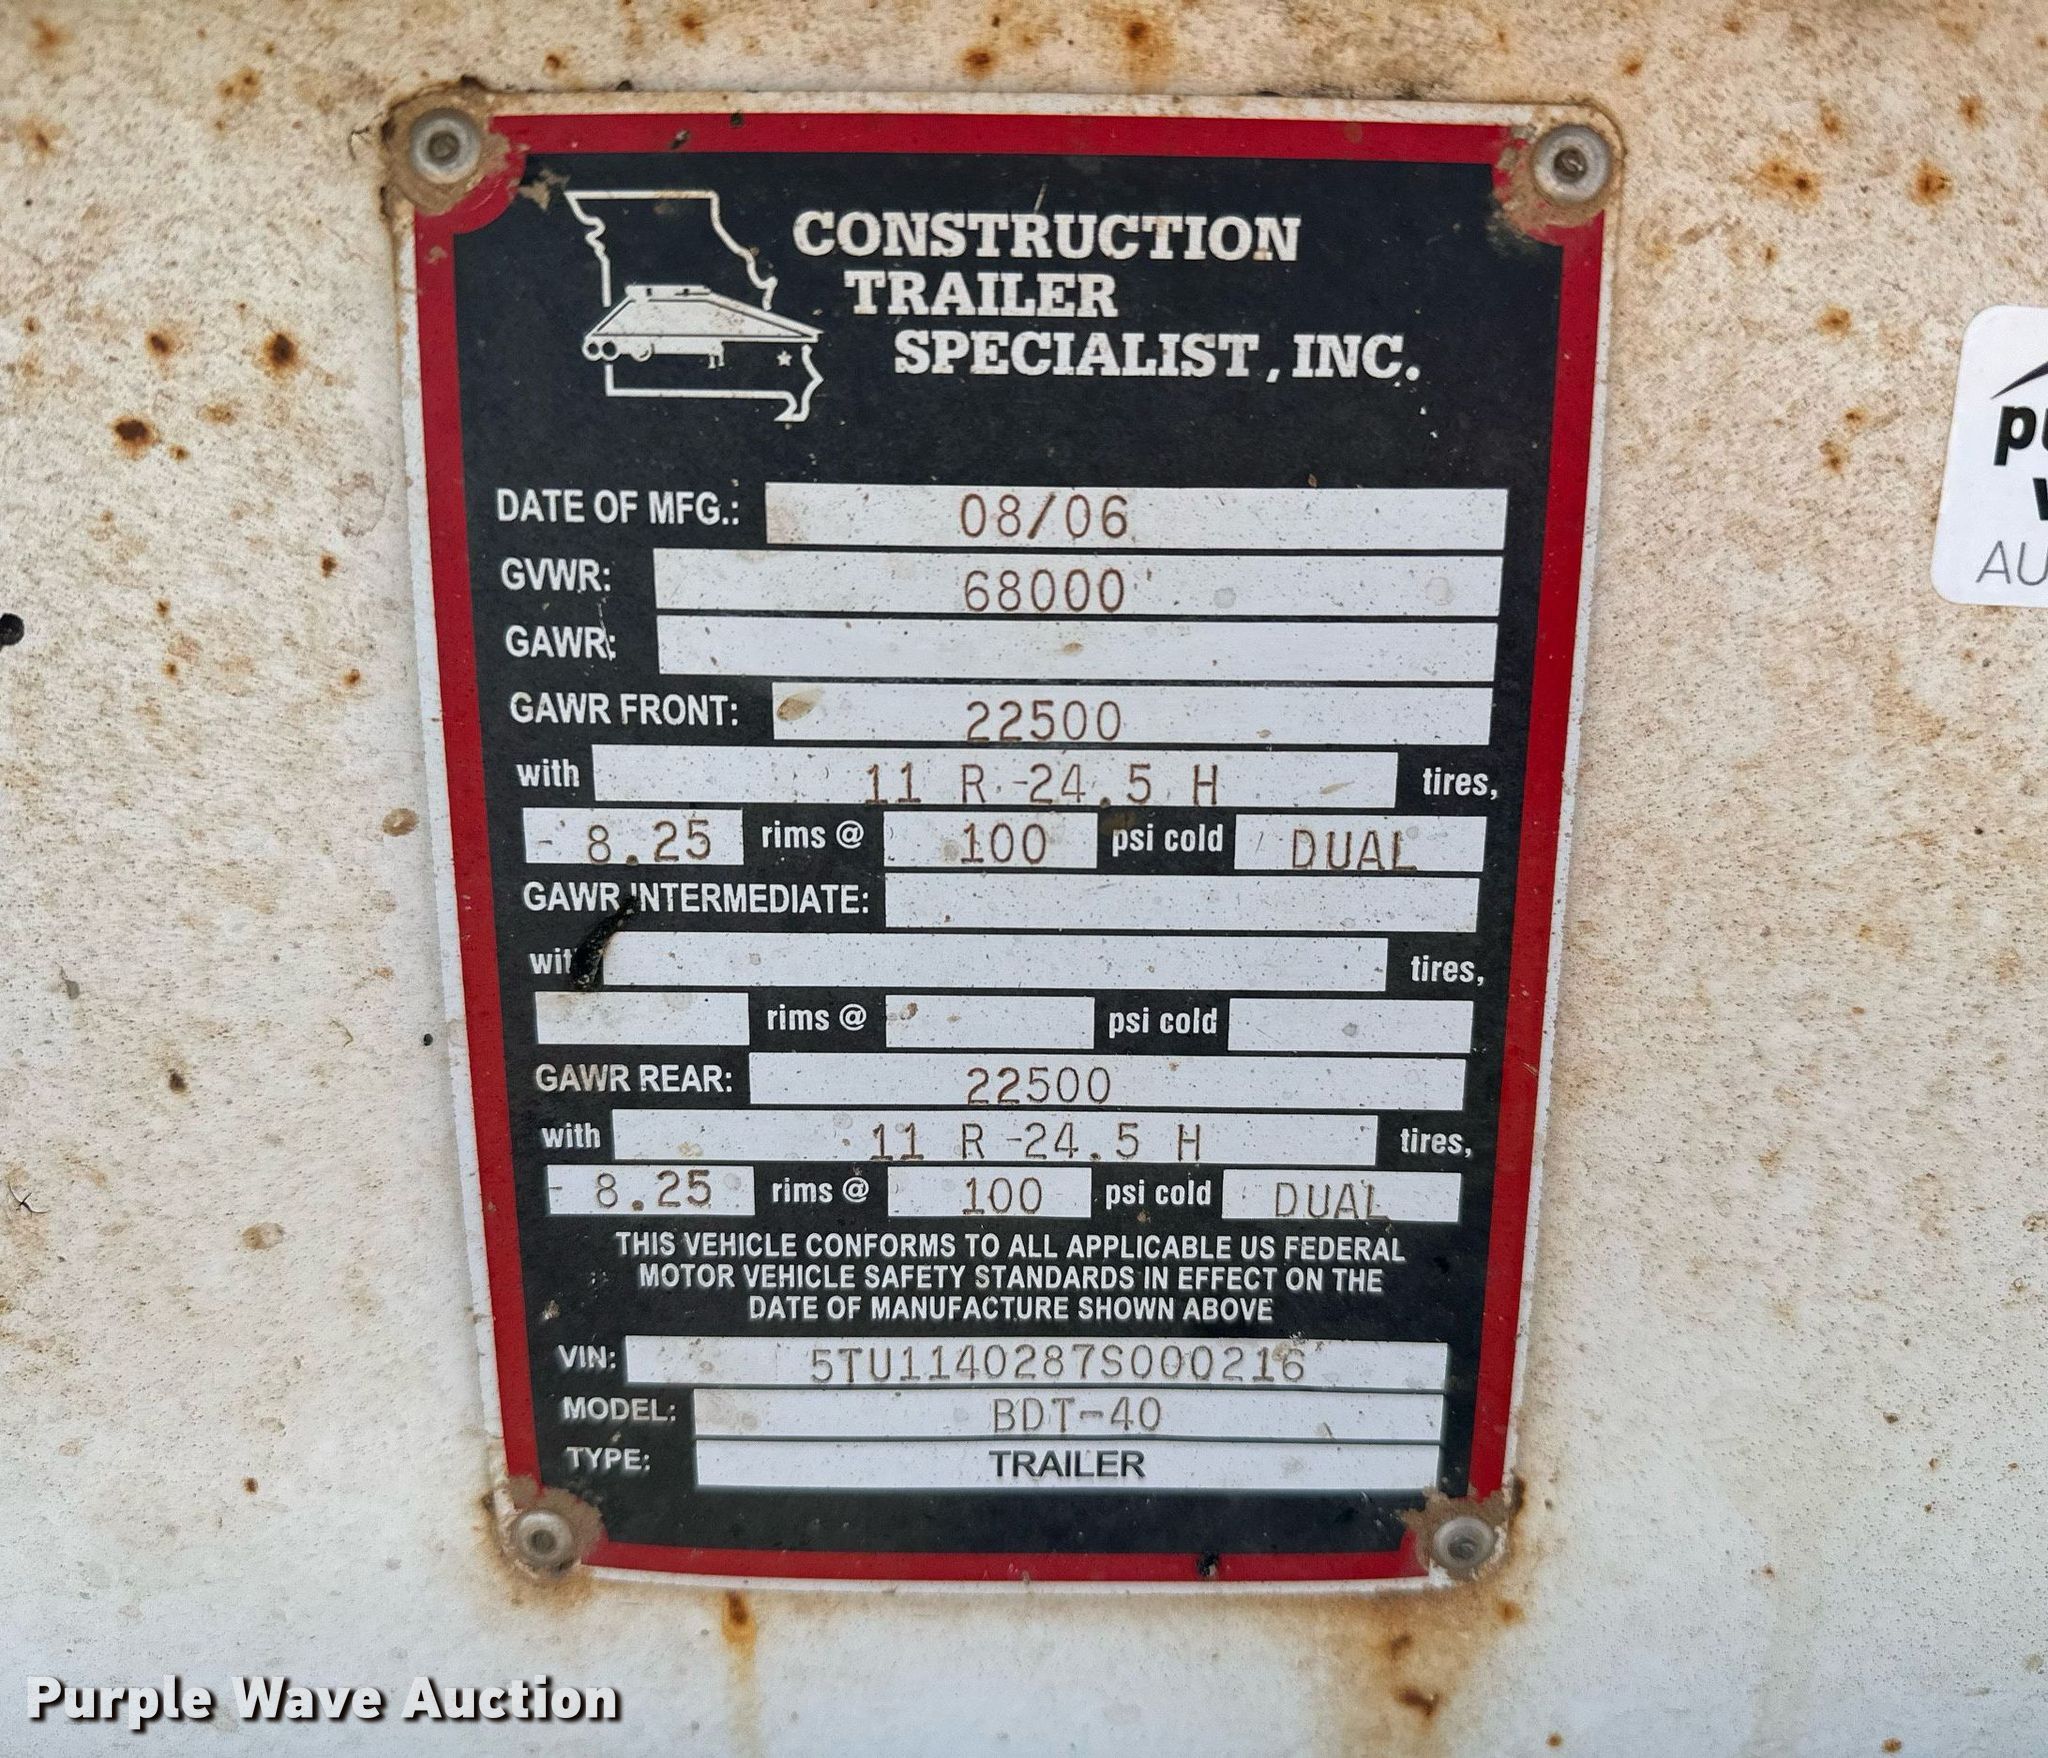 CONSTRUCTION
TRAILER
SPECIALIST, INC.
DATE OF MFG.: 08/06
GVWR: 68000
GAWR:
GAWR FRONT: 22500
with 11 R-24.5 H tires,
- 8.25 rims @ 100 psi cold DUAL
GAWR INTERMEDIATE:
with tires,
rims @ psi cold
GAWR REAR: 22500
with 11 R-24.5 H tires,
- 8.25 rims @ 100 psi cold DUAL
THIS VEHICLE CONFORMS TO ALL APPLICABLE US FEDERAL
MOTOR VEHICLE SAFETY STANDARDS IN EFFECT ON THE
DATE OF MANUFACTURE SHOWN ABOVE
VIN: 5TU1140287S000216
MODEL: BDT-40
TYPE: TRAILER
Purple Wave Auction